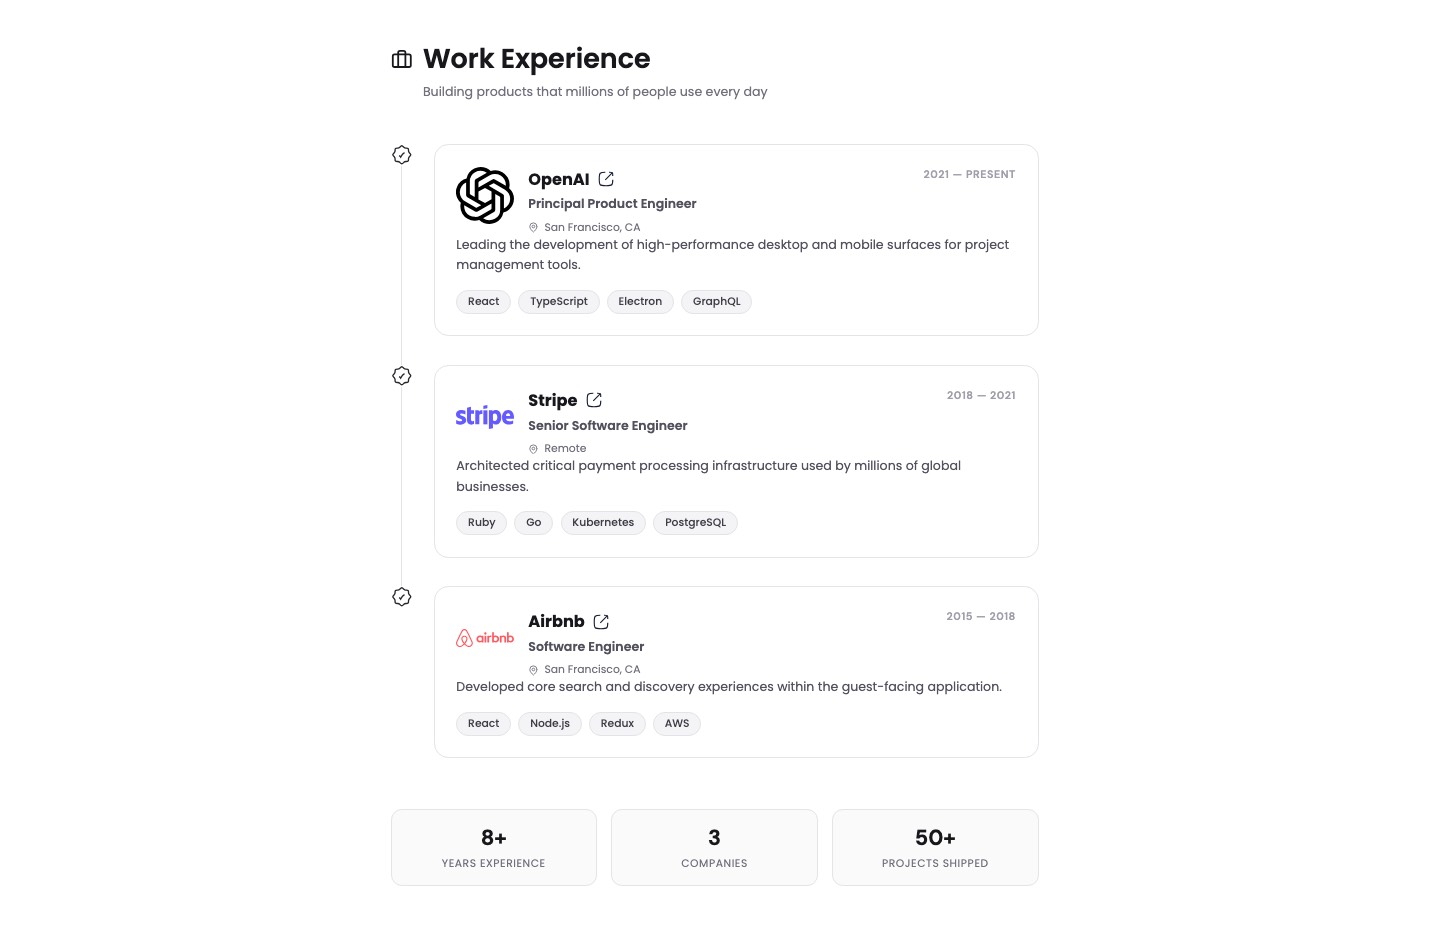 Work Experience
Building products that millions of people use every day
OpenAI
2021 — PRESENT
Principal Product Engineer
San Francisco, CA
Leading the development of high-performance desktop and mobile surfaces for project
management tools.
React TypeScript Electron GraphQL
stripe
Stripe
2018 — 2021
Senior Software Engineer
Remote
Architected critical payment processing infrastructure used by millions of global
businesses.
Ruby Go Kubernetes PostgreSQL
airbnb
Airbnb
2015 — 2018
Software Engineer
San Francisco, CA
Developed core search and discovery experiences within the guest-facing application.
React Node.js Redux AWS
8+ 3 50+
YEARS EXPERIENCE COMPANIES PROJECTS SHIPPED